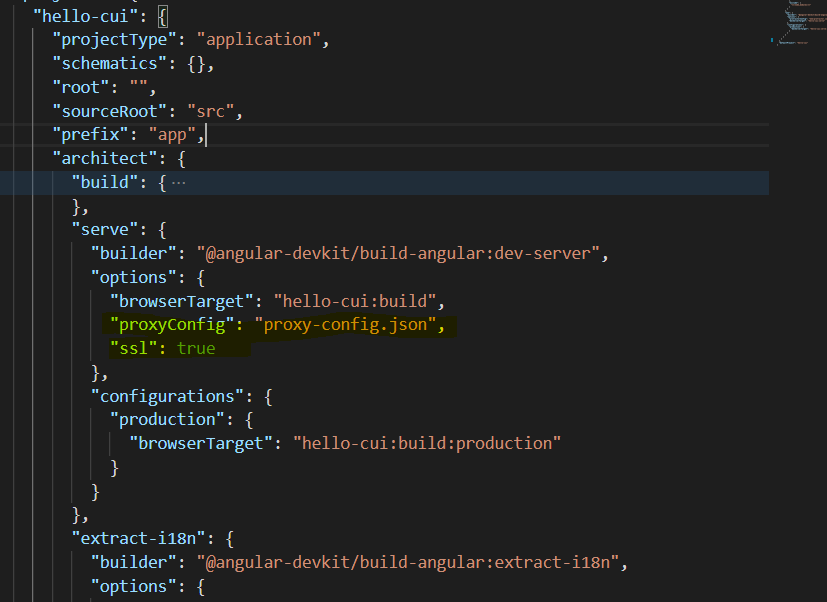 "hello-cui": {
"projectType": "application",
"schematics": {},
"root": "",
"sourceRoot": "src",
"prefix": "app",
"architect": {
"build": { ...
},
"serve": {
"builder": "@angular-devkit/build-angular:dev-server",
"options": {
"browserTarget": "hello-cui:build",
"proxyConfig": "proxy-config.json",
"ssl": true
},
"configurations": {
"production": {
"browserTarget": "hello-cui:build:production"
}
}
},
"extract-i18n": {
"builder": "@angular-devkit/build-angular:extract-i18n",
"options": {